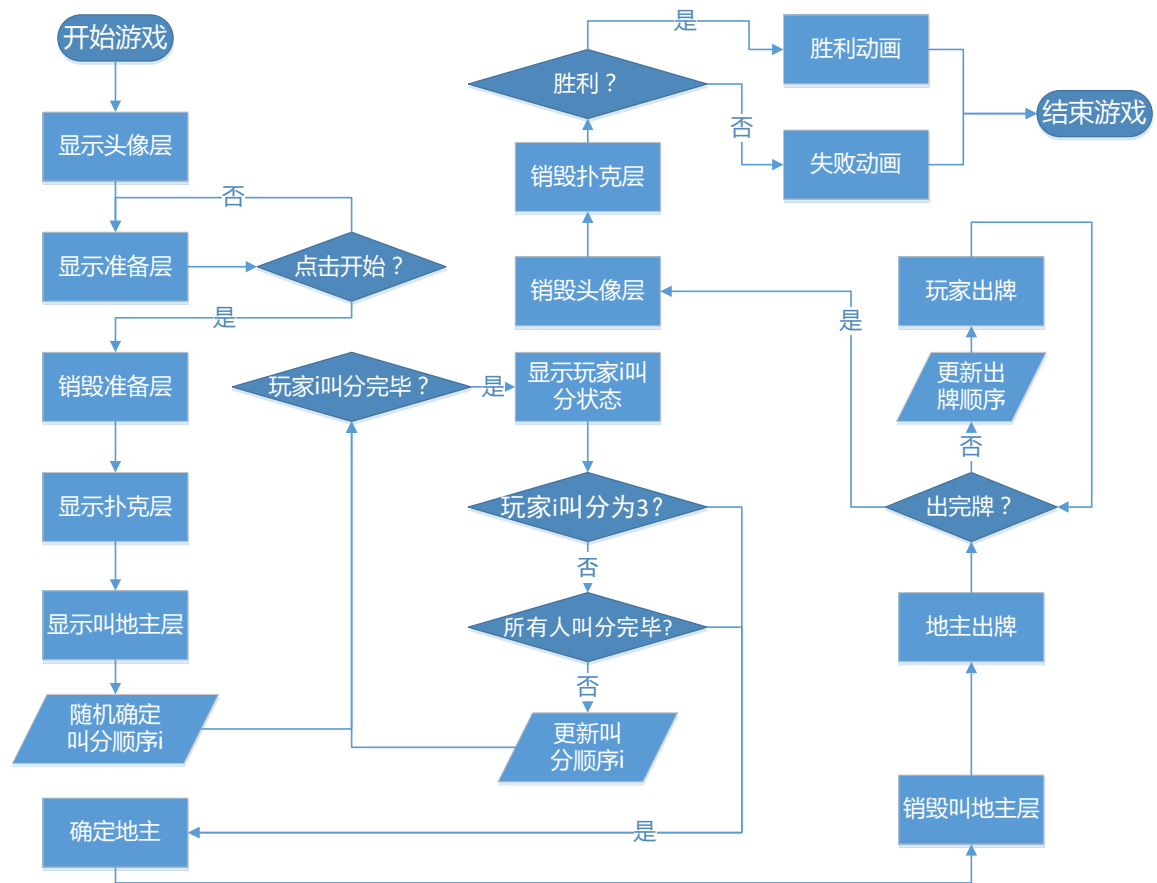 开始游戏
显示头像层
否
显示准备层
点击开始？
是
销毁准备层
显示扑克层
显示叫地主层
随机确定
叫分顺序i
玩家i叫分完毕？
是
显示玩家i叫
分状态
玩家i叫分为3?
否
所有人叫分完毕?
否
更新叫
分顺序i
是
确定地主
销毁叫地主层
地主出牌
出完牌？
否
更新出
牌顺序
玩家出牌
是
销毁头像层
销毁扑克层
胜利？
是
胜利动画
否
失败动画
结束游戏